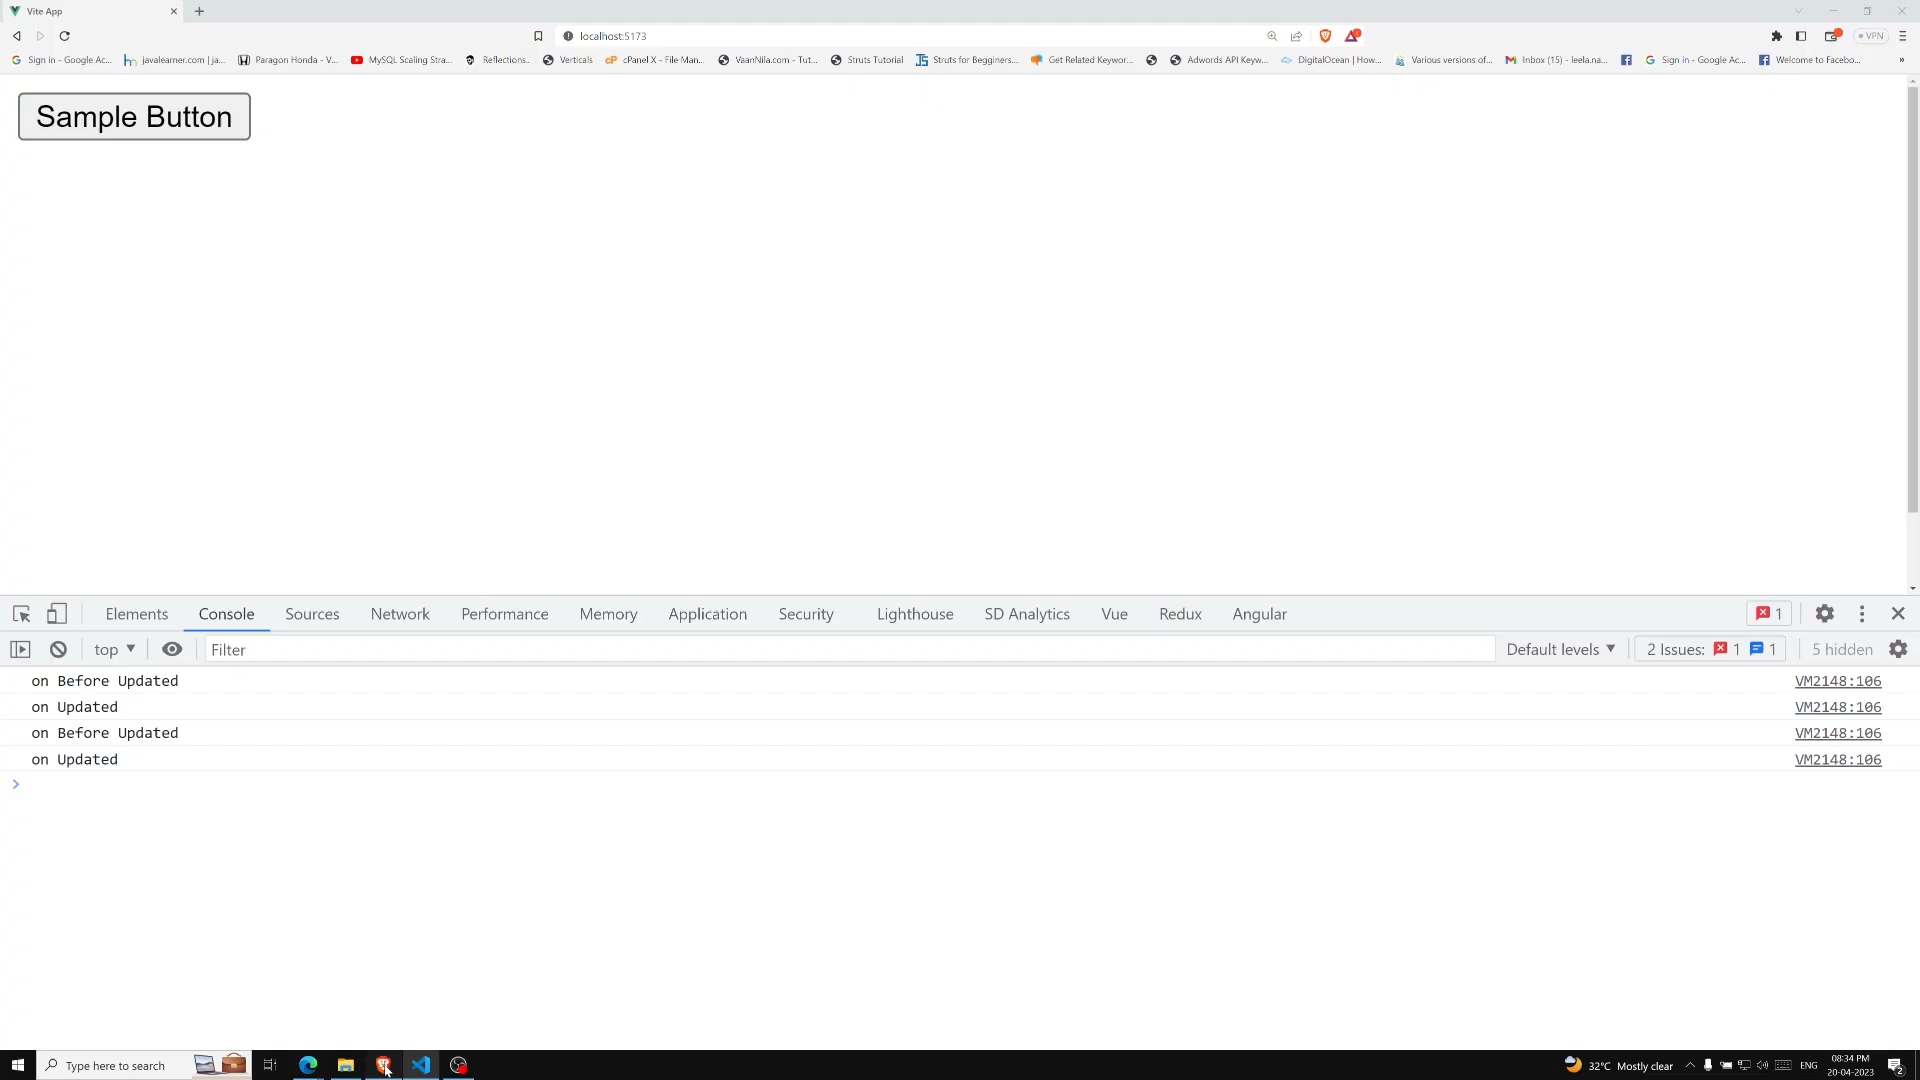 Vite App
localhost:5173
VPN
Sign in - Google Ac...
javalearner.com | ja...
Paragon Honda - V...
MySQL Scaling Stra...
Reflections..
Verticals
cPanel X - File Man...
VaanNila.com - Tut...
Struts Tutorial
Struts for Begginers...
Get Related Keywor...
Adwords API Keyw...
DigitalOcean | How...
Various versions of...
Inbox (15) - leela.na...
Sign in - Google Ac...
Welcome to Facebo...
»
Sample Button
Elements
Console
Sources
Network
Performance
Memory
Application
Security
Lighthouse
SD Analytics
Vue
Redux
Angular
1
top
Filter
Default levels
2 Issues: 1 1
5 hidden
on Before Updated VM2148:106
on Updated VM2148:106
on Before Updated VM2148:106
on Updated VM2148:106
>
Type here to search
32°C Mostly clear
ENG
08:34 PM
20-04-2023
2